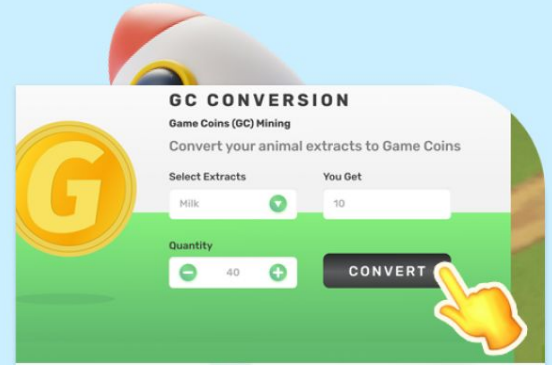 GC CONVERSION
Game Coins (GC) Mining
Convert your animal extracts to Game Coins
Select Extracts
You Get
Milk
10
Quantity
40
CONVERT
G